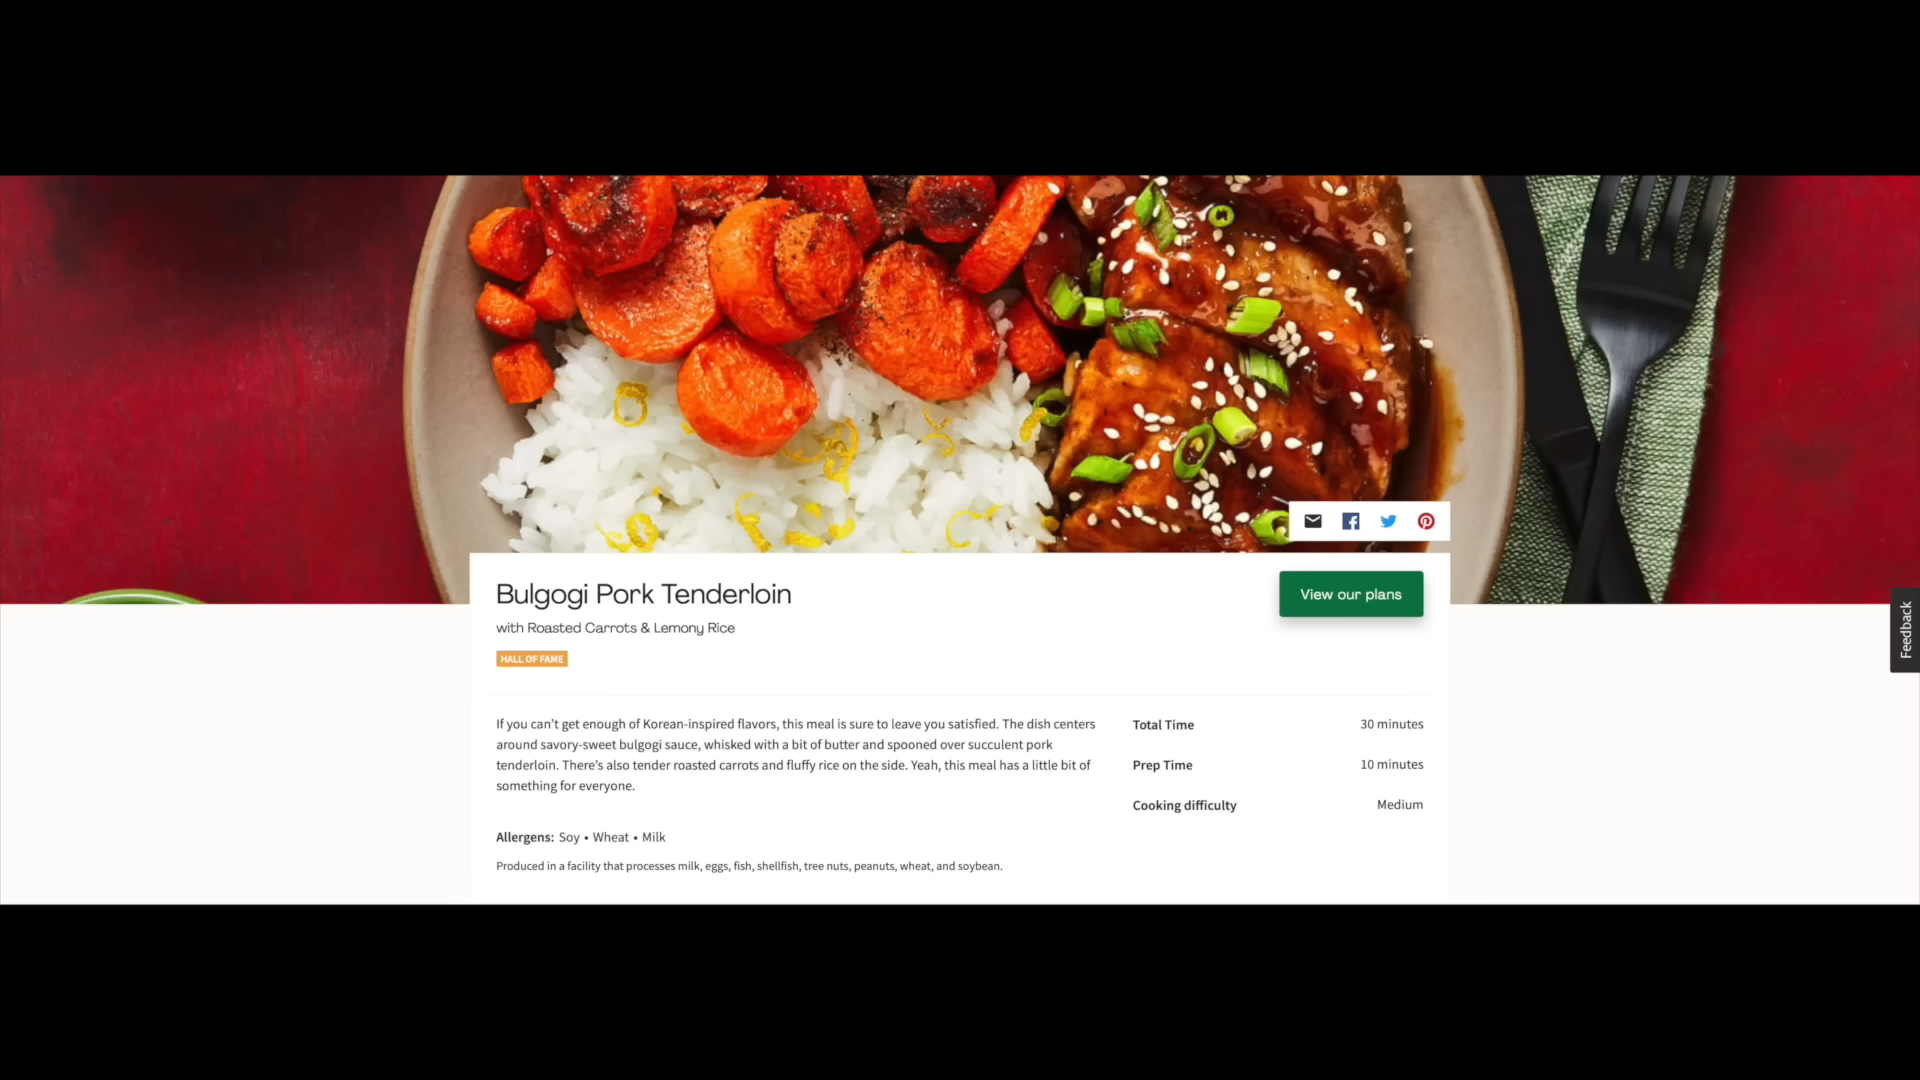 Bulgogi Pork Tenderloin
View our plans
with Roasted Carrots & Lemony Rice
HALL OF FAME
If you can't get enough of Korean-inspired flavors, this meal is sure to leave you satisfied. The dish centers
around savory-sweet bulgogi sauce, whisked with a bit of butter and spooned over succulent pork
tenderloin. There's also tender roasted carrots and fluffy rice on the side. Yeah, this meal has a little bit of
something for everyone.
Allergens: Soy • Wheat • Milk
Produced in a facility that processes milk, eggs, fish, shellfish, tree nuts, peanuts, wheat, and soybean.
Total Time 30 minutes
Prep Time 10 minutes
Cooking difficulty Medium
Feedback